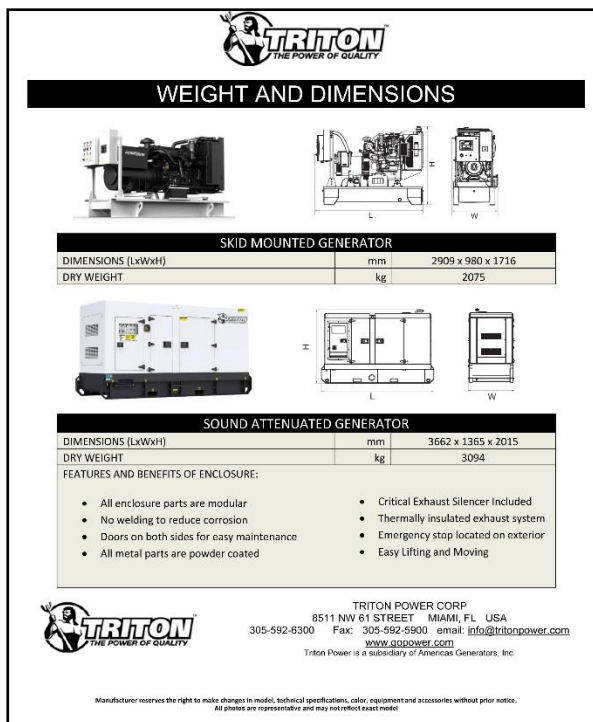 TRITON
THE POWER OF QUALITY
WEIGHT AND DIMENSIONS
H
L
W
SKID MOUNTED GENERATOR
DIMENSIONS (LxWxH) mm 2909 x 980 x 1716
DRY WEIGHT kg 2075
H
L
W
SOUND ATTENUATED GENERATOR
DIMENSIONS (LxWxH) mm 3662 x 1365 x 2015
DRY WEIGHT kg 3094
FEATURES AND BENEFITS OF ENCLOSURE:
• All enclosure parts are modular
• No welding to reduce corrosion
• Doors on both sides for easy maintenance
• All metal parts are powder coated
• Critical Exhaust Silencer Included
• Thermally insulated exhaust system
• Emergency stop located on exterior
• Easy Lifting and Moving
TRITON
THE POWER OF QUALITY
TRITON POWER CORP
8511 NW 61 STREET MIAMI, FL USA
305-592-6300 Fax: 305-592-5900 email: info@tritonpower.com
www.gopower.com
Triton Power is a subsidiary of Americas Generators, Inc
Manufacturer reserves the right to make changes in model, technical specifications, color, equipment and accessories without prior notice.
All photos are representative and may not reflect exact model